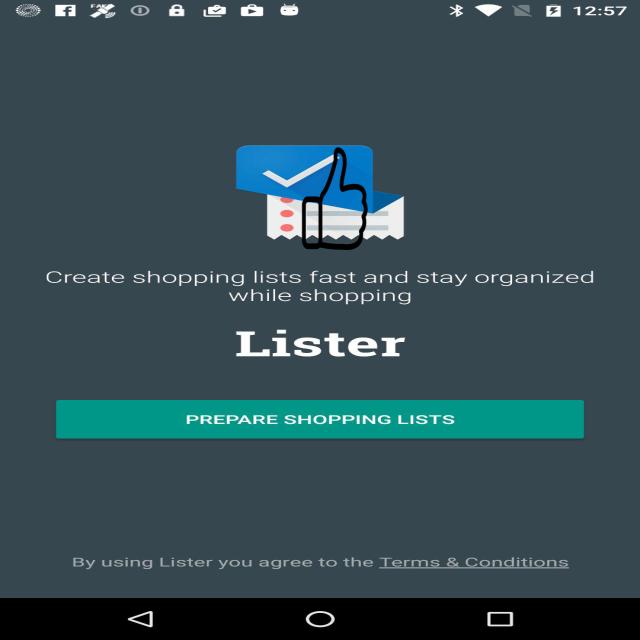 12:57
Create shopping lists fast and stay organized
while shopping
Lister
PREPARE SHOPPING LISTS
By using Lister you agree to the Terms & Conditions